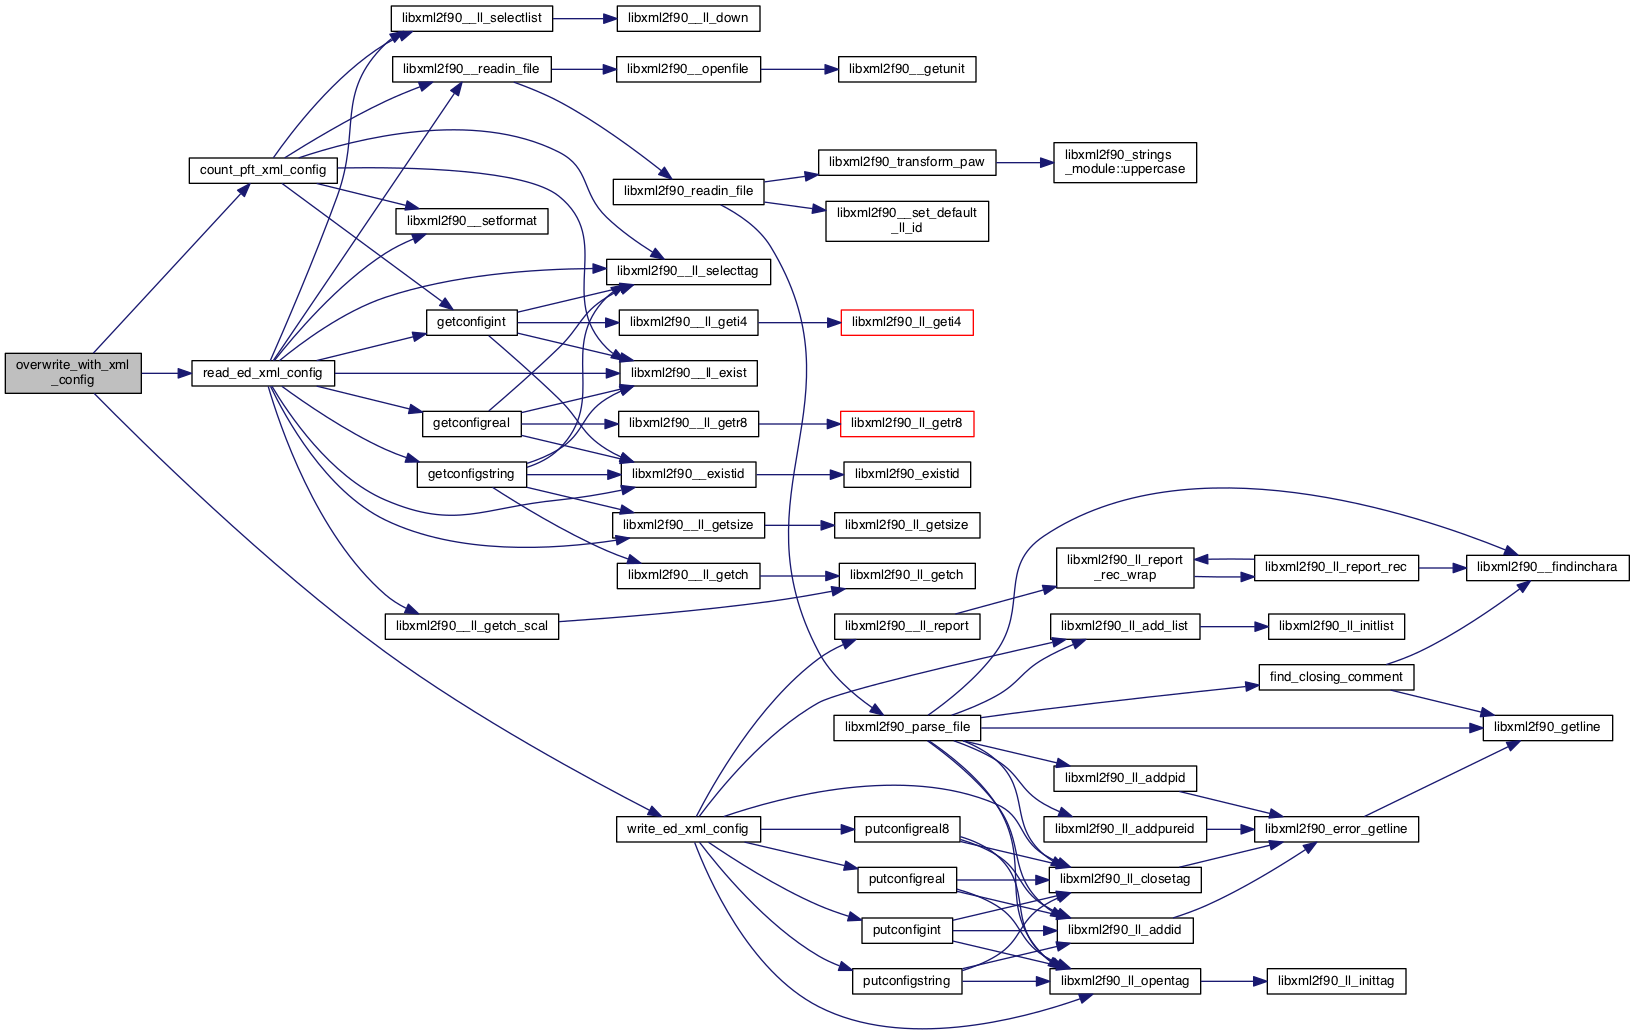 libxml2f90__ll_selectlist
libxml2f90__ll_down
libxml2f90__readin_file
libxml2f90__openfile
libxml2f90__getunit
count_pft_xml_config
libxml2f90_transform_paw
libxml2f90_strings
_module::uppercase
libxml2f90_readin_file
libxml2f90__setformat
libxml2f90__set_default
_ll_id
libxml2f90__ll_selecttag
getconfigint
libxml2f90__ll_geti4
libxml2f90_ll_geti4
overwrite_with_xml
_config
read_ed_xml_config
libxml2f90__ll_exist
getconfigreal
libxml2f90__ll_getr8
libxml2f90_ll_getr8
getconfigstring
libxml2f90__existid
libxml2f90_existid
libxml2f90__ll_getsize
libxml2f90_ll_getsize
libxml2f90__ll_getch
libxml2f90_ll_getch
libxml2f90_ll_report
_rec_wrap
libxml2f90_ll_report_rec
libxml2f90__findinchara
libxml2f90__ll_getch_scal
libxml2f90__ll_report
libxml2f90_ll_add_list
libxml2f90_ll_initlist
find_closing_comment
libxml2f90_parse_file
libxml2f90_getline
libxml2f90_ll_addpid
write_ed_xml_config
putconfigreal8
libxml2f90_ll_addpureid
libxml2f90_error_getline
putconfigreal
libxml2f90_ll_closetag
putconfigint
libxml2f90_ll_addid
putconfigstring
libxml2f90_ll_opentag
libxml2f90_ll_inittag